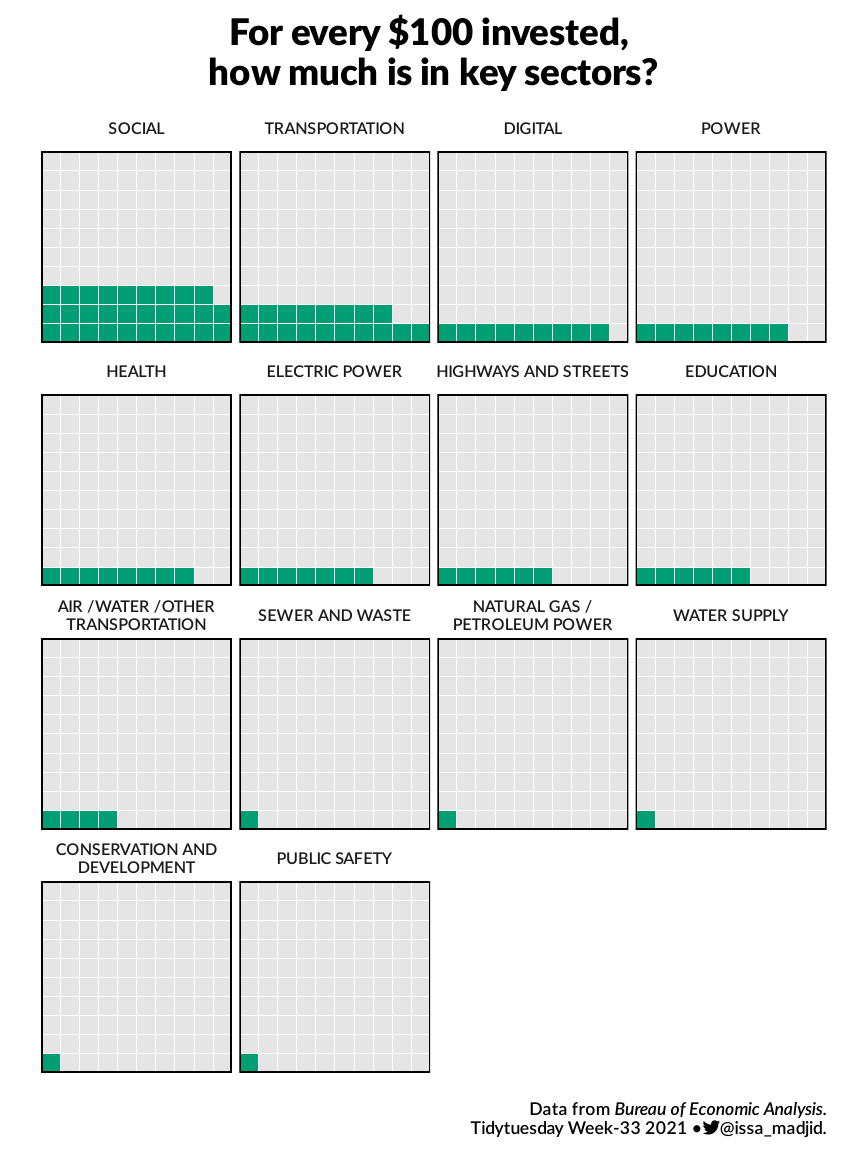 For every $100 invested,
how much is in key sectors?
SOCIAL
TRANSPORTATION
DIGITAL
POWER
HEALTH
ELECTRIC POWER
HIGHWAYS AND STREETS
EDUCATION
AIR /WATER /OTHER
TRANSPORTATION
SEWER AND WASTE
NATURAL GAS /
PETROLEUM POWER
WATER SUPPLY
CONSERVATION AND
DEVELOPMENT
PUBLIC SAFETY
Data from Bureau of Economic Analysis.
Tidytuesday Week-33 2021 •@issa_madjid.